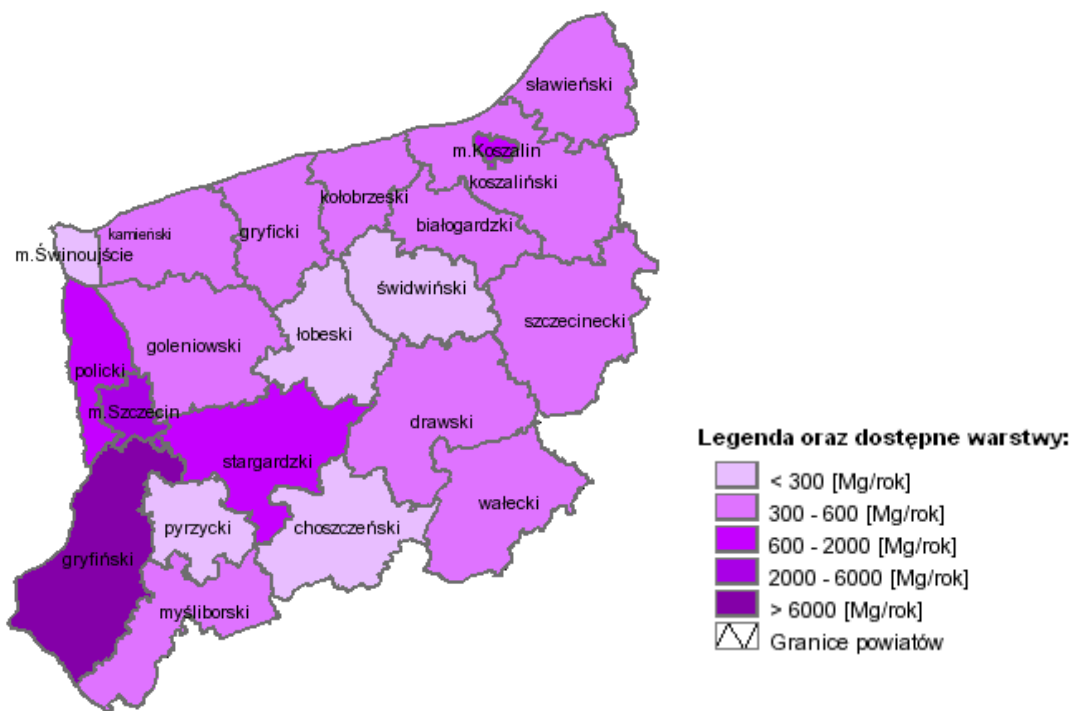 sławieński
m.Koszalin
koszaliński
kołobrzeski
białogardzki
kamieński
gryficki
m.Świnoujście
świdwiński
szczecinecki
łobeski
goleniowski
policki
m.Szczecin
drawski
stargardzki
wałecki
choszczeński
pyrzycki
gryfiński
myśliborski
Legenda oraz dostępne warstwy:
< 300 [Mg/rok]
300 - 600 [Mg/rok]
600 - 2000 [Mg/rok]
2000 - 6000 [Mg/rok]
> 6000 [Mg/rok]
Granice powiatów